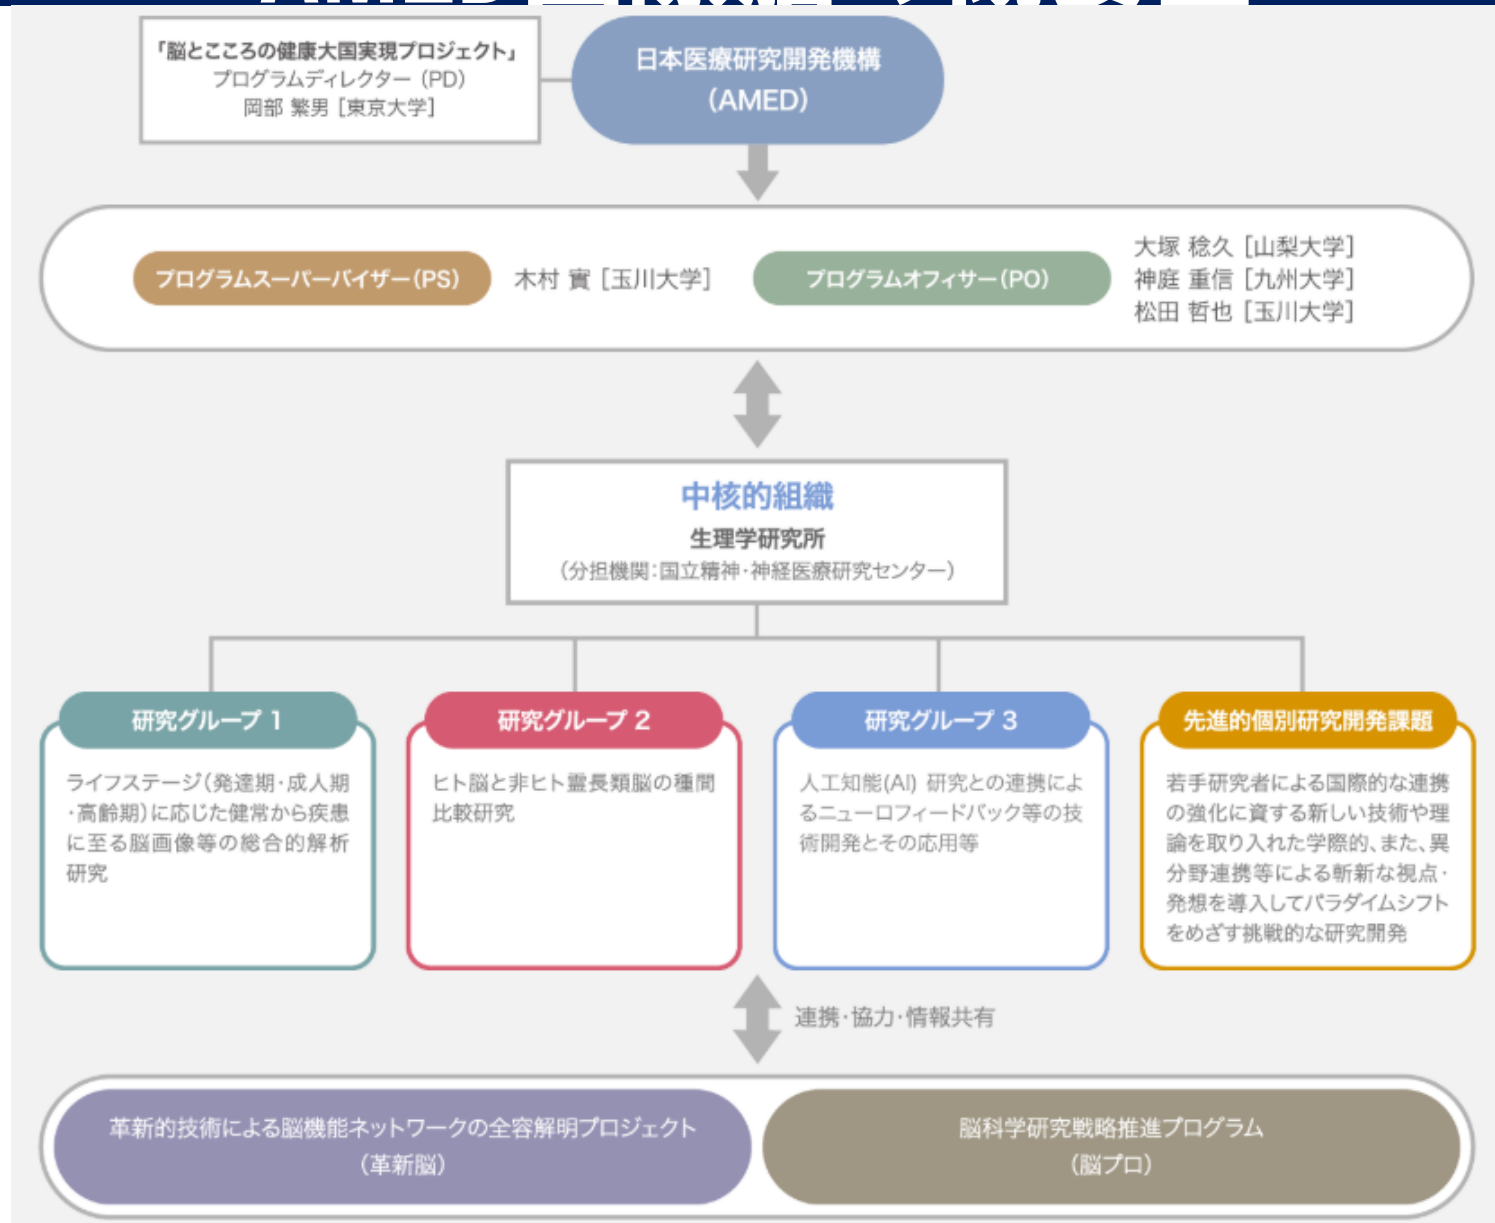 「脳とこころの健康大国実現プロジェクト」
プログラムディレクター（PD）
岡部 繁男［東京大学］
日本医療研究開発機構
（AMED）
プログラムスーパーバイザー（PS）
木村 實［玉川大学］
プログラムオフィサー（PO）
大塚 稔久［山梨大学］
神庭 重信［九州大学］
松田 哲也［玉川大学］
中核的組織
生理学研究所
（分担機関：国立精神・神経医療研究センター）
研究グループ 1
ライフステージ（発達期・成人期
・高齢期）に応じた健常から疾患
に至る脳画像等の総合的解析
研究
研究グループ 2
ヒト脳と非ヒト霊長類脳の種間
比較研究
研究グループ 3
人工知能(AI) 研究との連携によ
るニューロフィードバック等の技
術開発とその応用等
先進的個別研究開発課題
若手研究者による国際的な連携
の強化に資する新しい技術や理
論を取り入れた学際的、また、異
分野連携等による斬新な視点・
発想を導入してパラダイムシフト
をめざす挑戦的な研究開発
連携・協力・情報共有
革新的技術による脳機能ネットワークの全容解明プロジェクト
（革新脳）
脳科学研究戦略推進プログラム
（脳プロ）